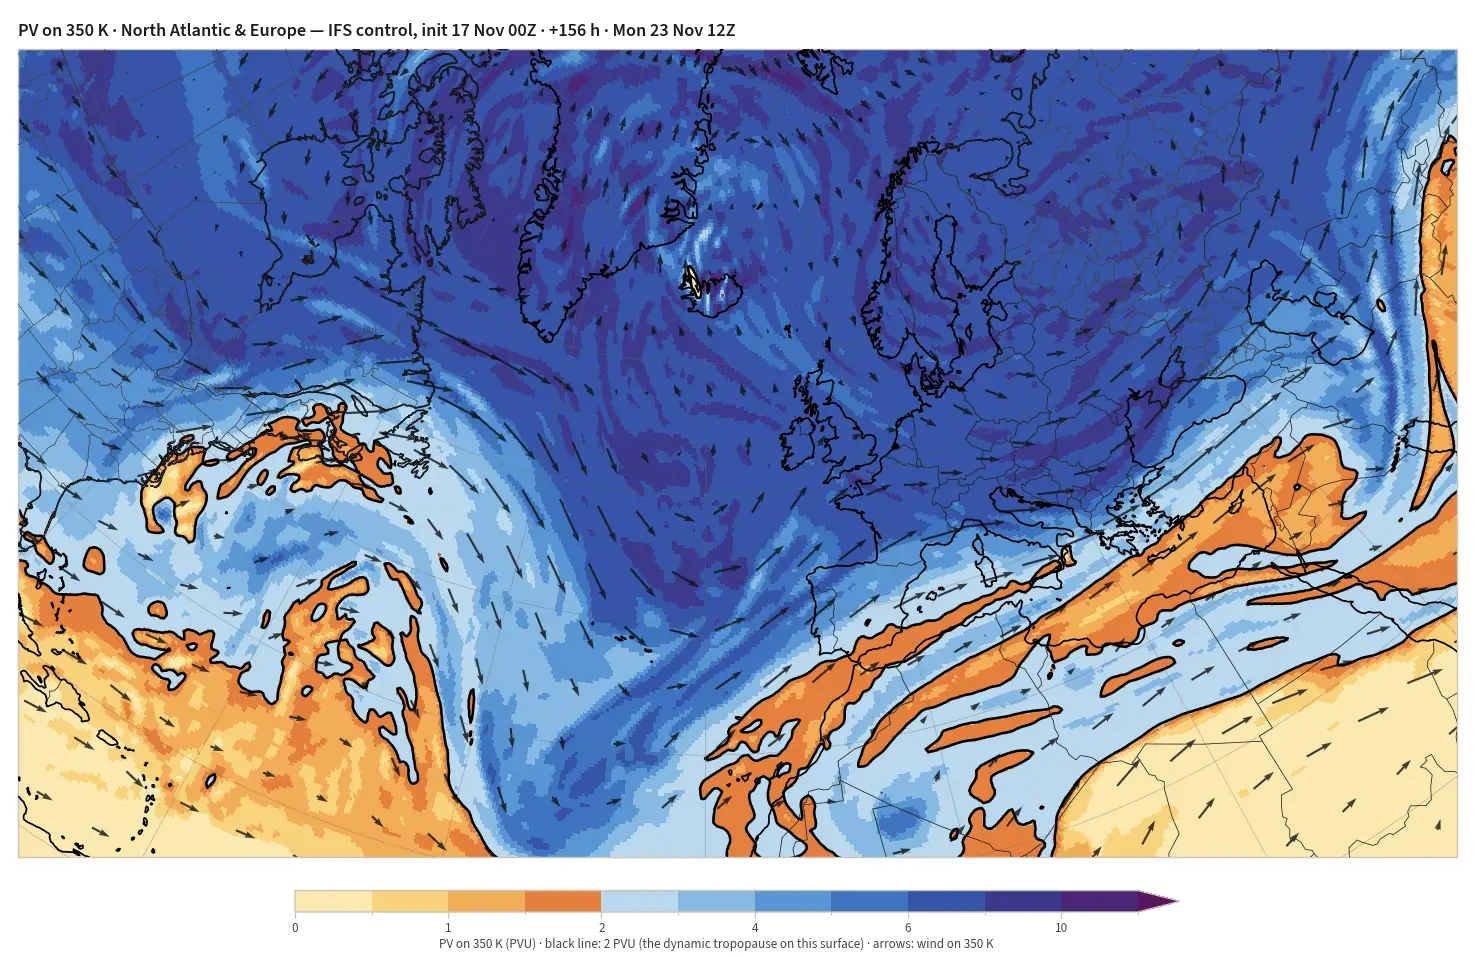 PV on 350 K · North Atlantic & Europe — IFS control, init 17 Nov 00Z · +156 h · Mon 23 Nov 12Z
0 1 2 4 6 10
PV on 350 K (PVU) · black line: 2 PVU (the dynamic tropopause on this surface) · arrows: wind on 350 K